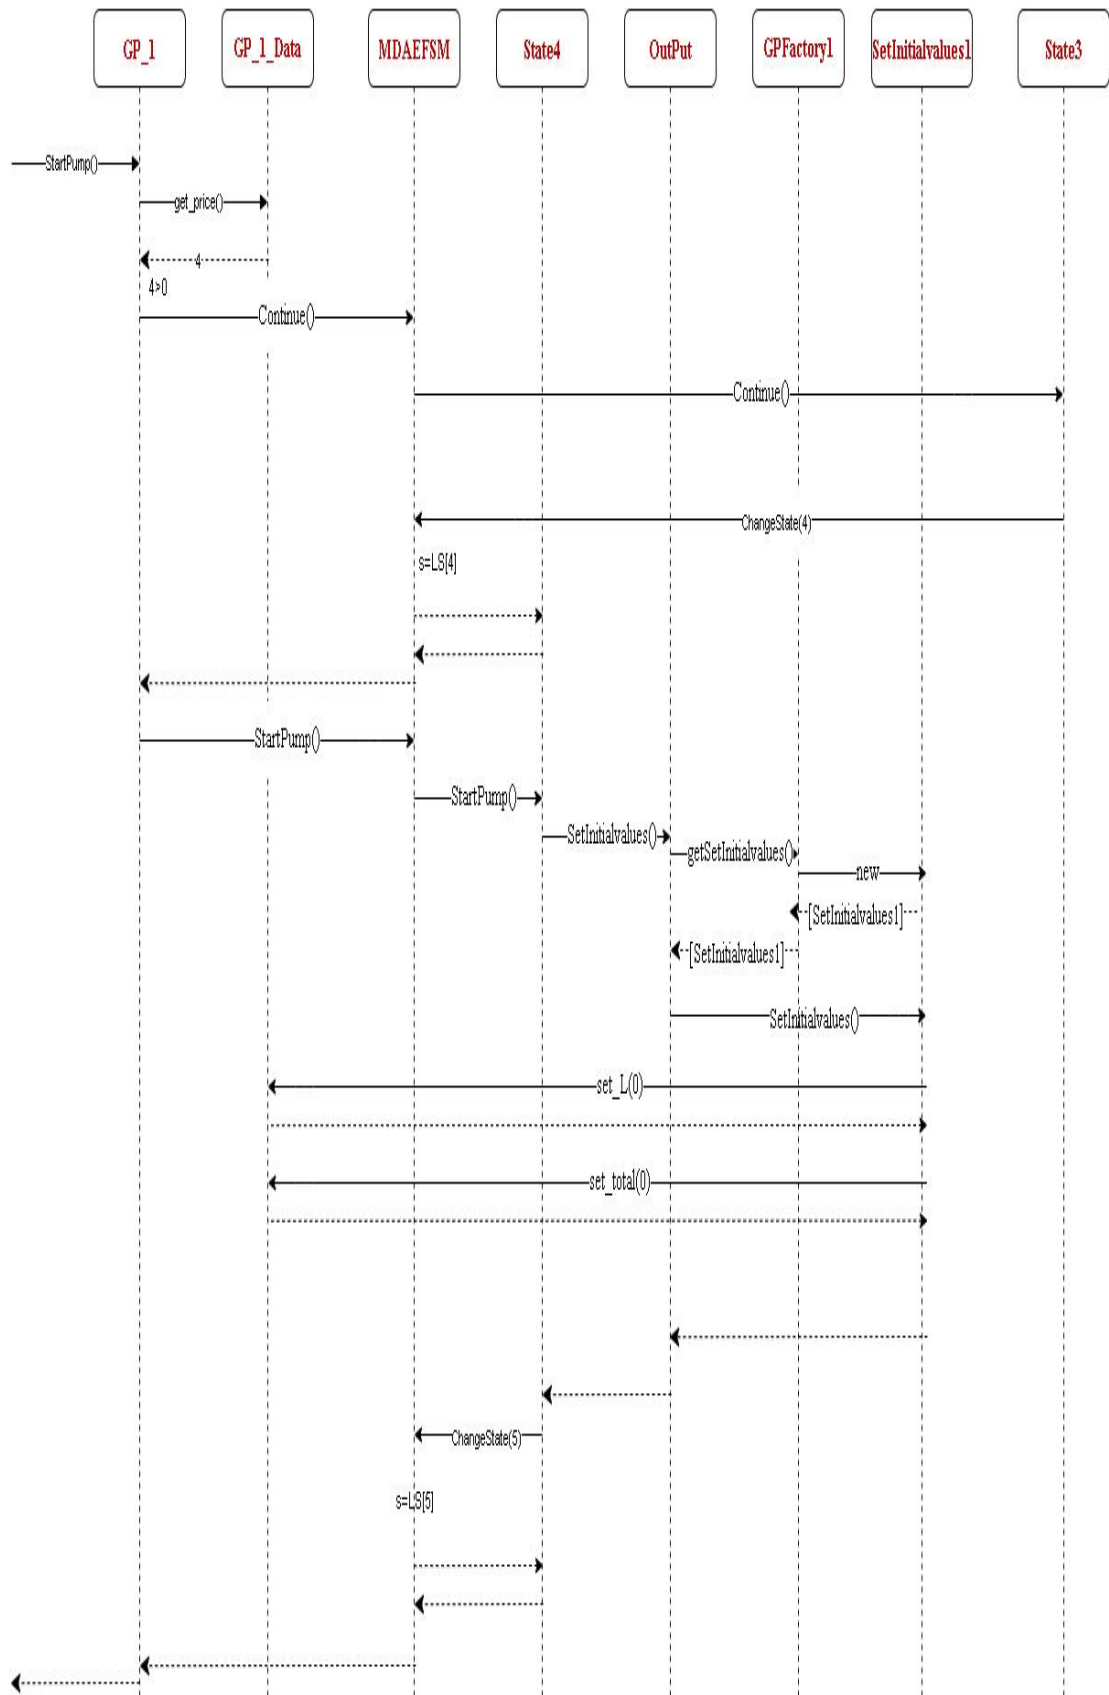 GP_1 GP_1_Data MDAEFSM State4 OutPut GPFactory1 SetInitialvalues1 State3
StartPump()
get_price()
4
4>0
Continue()
Continue()
ChangeState(4)
s=LS[4]
StartPump()
StartPump()
SetInitialvalues()
getSetInitialvalues()
new
[SetInitialvalues1]
[SetInitialvalues1]
SetInitialvalues()
set_L(0)
set_total(0)
ChangeState(5)
s=LS[5]